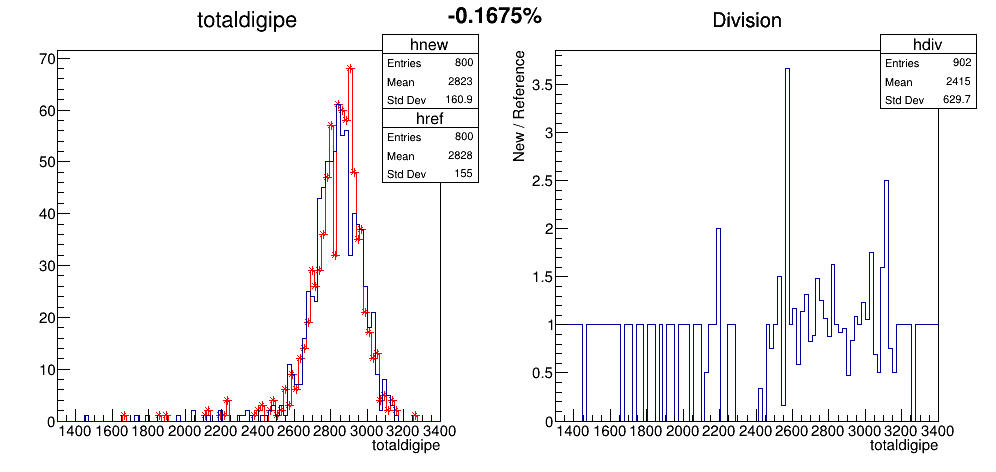 -0.1675%
totaldigipe
hnew
Entries 800
Mean 2823
Std Dev 160.9
href
Entries 800
Mean 2828
Std Dev 155
70
60
50
40
30
20
10
0
1400 1600 1800 2000 2200 2400 2600 2800 3000 3200 3400
totaldigipe
Division
hdiv
Entries 902
Mean 2415
Std Dev 629.7
New / Reference
3.5
3
2.5
2
1.5
1
0.5
0
1400 1600 1800 2000 2200 2400 2600 2800 3000 3200 3400
totaldigipe